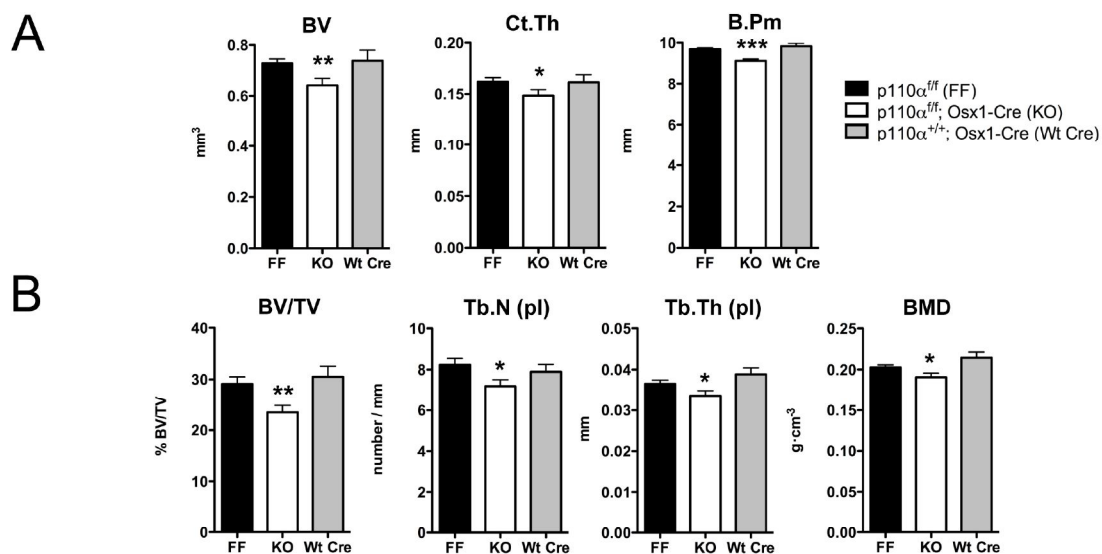 A
BV
mm³
0.8
0.6
0.4
0.2
0.0
**
FF KO Wt Cre
Ct.Th
mm
0.20
0.15
0.10
0.05
0.00
*
FF KO Wt Cre
B.Pm
mm
10
8
6
4
2
0
***
FF KO Wt Cre
p110α^f/f (FF)
p110α^f/f; Osx1-Cre (KO)
p110α^+/+; Osx1-Cre (Wt Cre)
B
BV/TV
% BV/TV
40
30
20
10
0
**
FF KO Wt Cre
Tb.N (pl)
number / mm
10
8
6
4
2
0
*
FF KO Wt Cre
Tb.Th (pl)
mm
0.05
0.04
0.03
0.02
0.01
0.00
*
FF KO Wt Cre
BMD
g·cm⁻³
0.25
0.20
0.15
0.10
0.05
0.00
*
FF KO Wt Cre